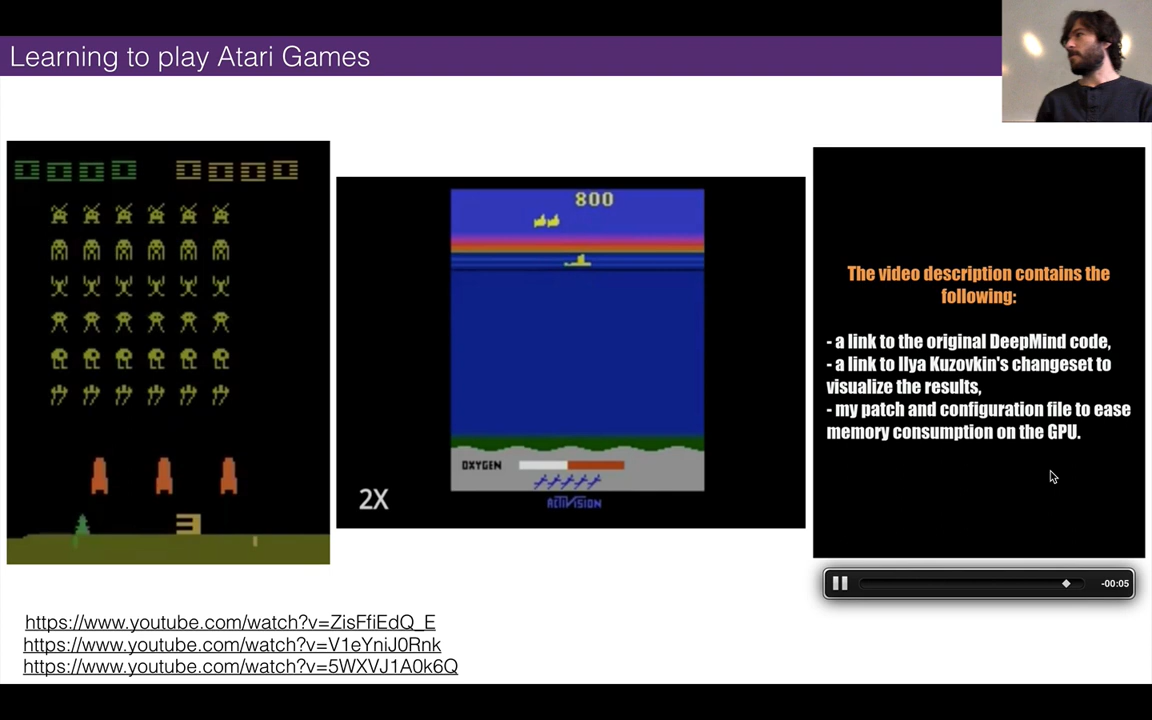 Learning to play Atari Games
0000 0000
3
800
OXYGEN
ACTIVISION
2X
The video description contains the
following:
- a link to the original DeepMind code,
- a link to Ilya Kuzovkin's changeset to
visualize the results,
- my patch and configuration file to ease
memory consumption on the GPU.
-00:05
https://www.youtube.com/watch?v=ZisFfiEdQ_E
https://www.youtube.com/watch?v=V1eYniJ0Rnk
https://www.youtube.com/watch?v=5WXVJ1A0k6Q